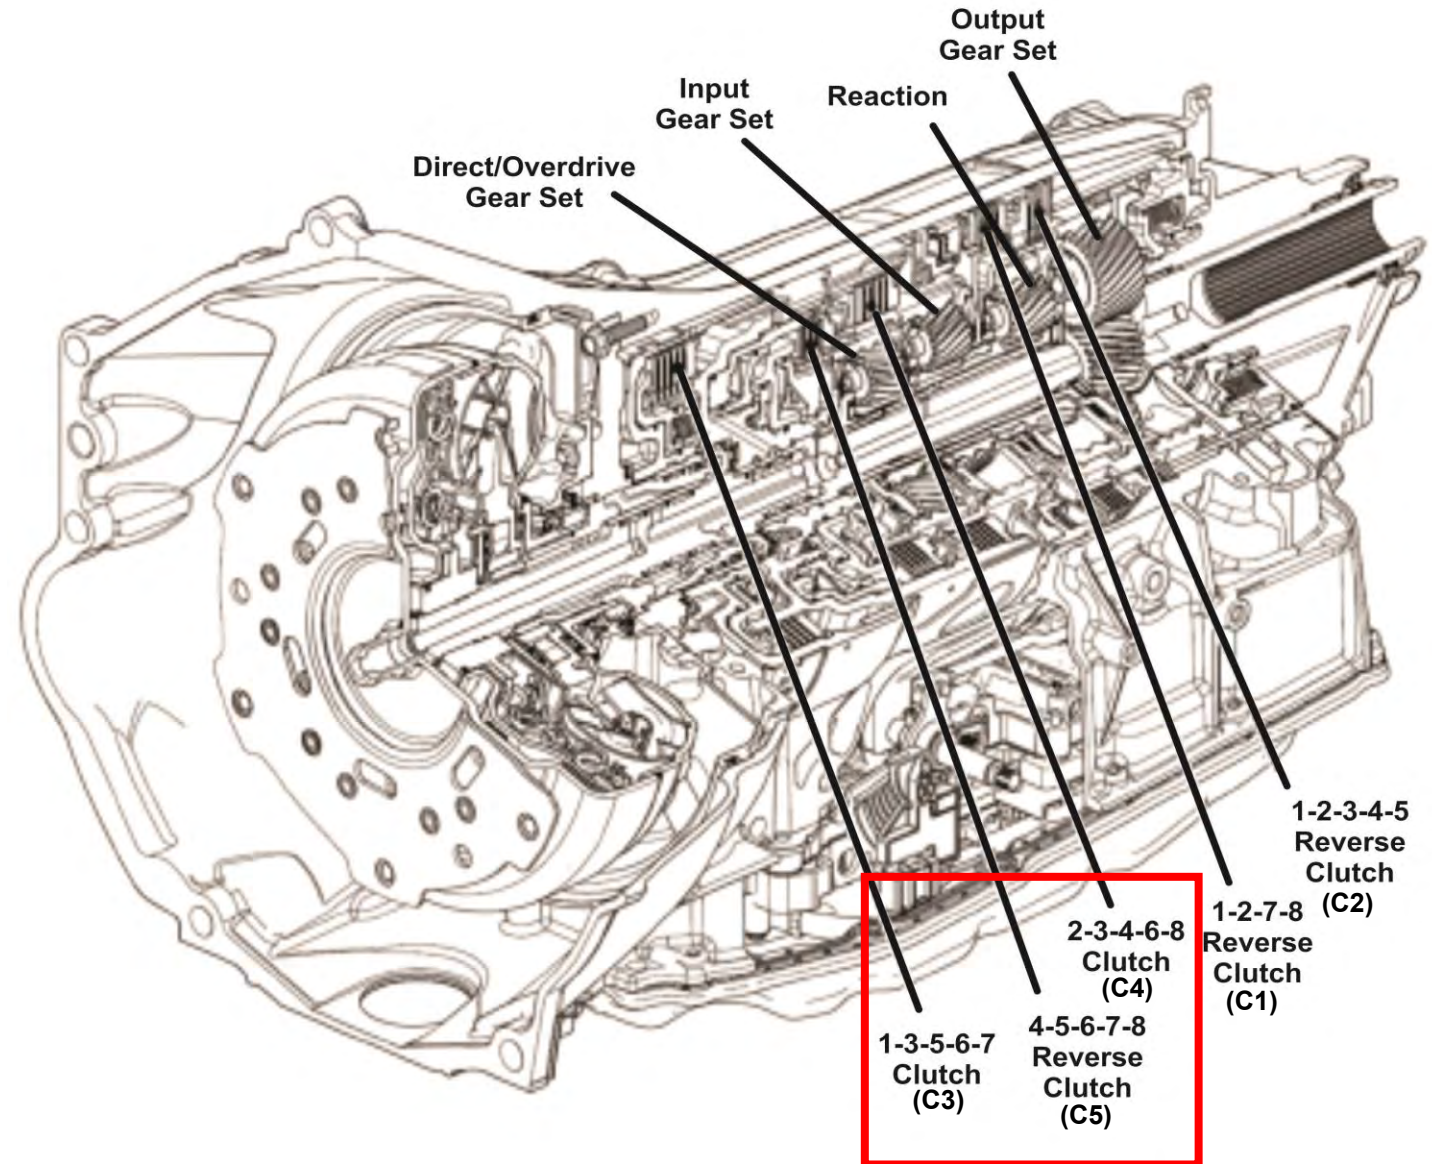 Output
Gear Set
Input
Gear Set
Reaction
Direct/Overdrive
Gear Set
1-2-3-4-5
Reverse
Clutch
(C2)
1-2-7-8
Reverse
Clutch
(C1)
2-3-4-6-8
Clutch
(C4)
4-5-6-7-8
Reverse
Clutch
(C5)
1-3-5-6-7
Clutch
(C3)